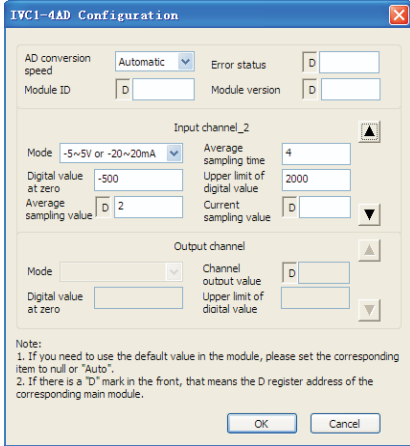 IVC1-4AD Configuration
AD conversion speed Automatic Error status D
Module ID D Module version D
Input channel_2
Mode -5~5V or -20~20mA Average sampling time 4
Digital value at zero -500 Upper limit of digital value 2000
Average sampling value D 2 Current sampling value D
Output channel
Mode Channel output value D
Digital value at zero Upper limit of digital value
Note:
1. If you need to use the default value in the module, please set the corresponding
item to null or "Auto".
2. If there is a "D" mark in the front, that means the D register address of the
corresponding main module.
OK Cancel